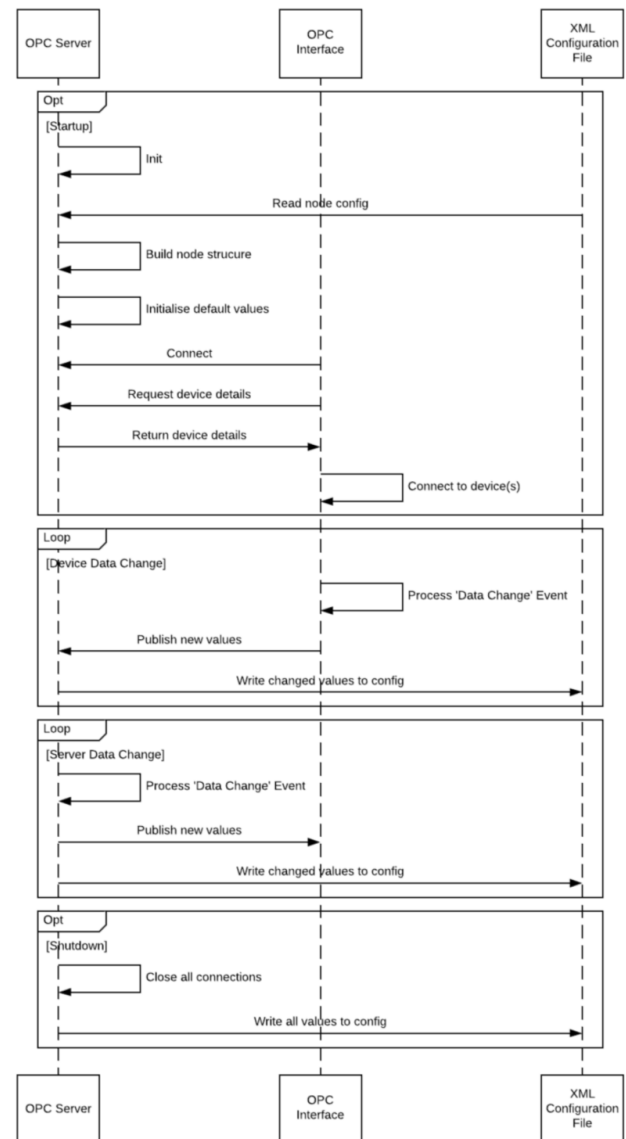 OPC Server
OPC
Interface
XML
Configuration
File
Opt
[Startup]
Init
Read node config
Build node strucure
Initialise default values
Connect
Request device details
Return device details
Connect to device(s)
Loop
[Device Data Change]
Process 'Data Change' Event
Publish new values
Write changed values to config
Loop
[Server Data Change]
Process 'Data Change' Event
Publish new values
Write changed values to config
Opt
[Shutdown]
Close all connections
Write all values to config
OPC Server
OPC
Interface
XML
Configuration
File